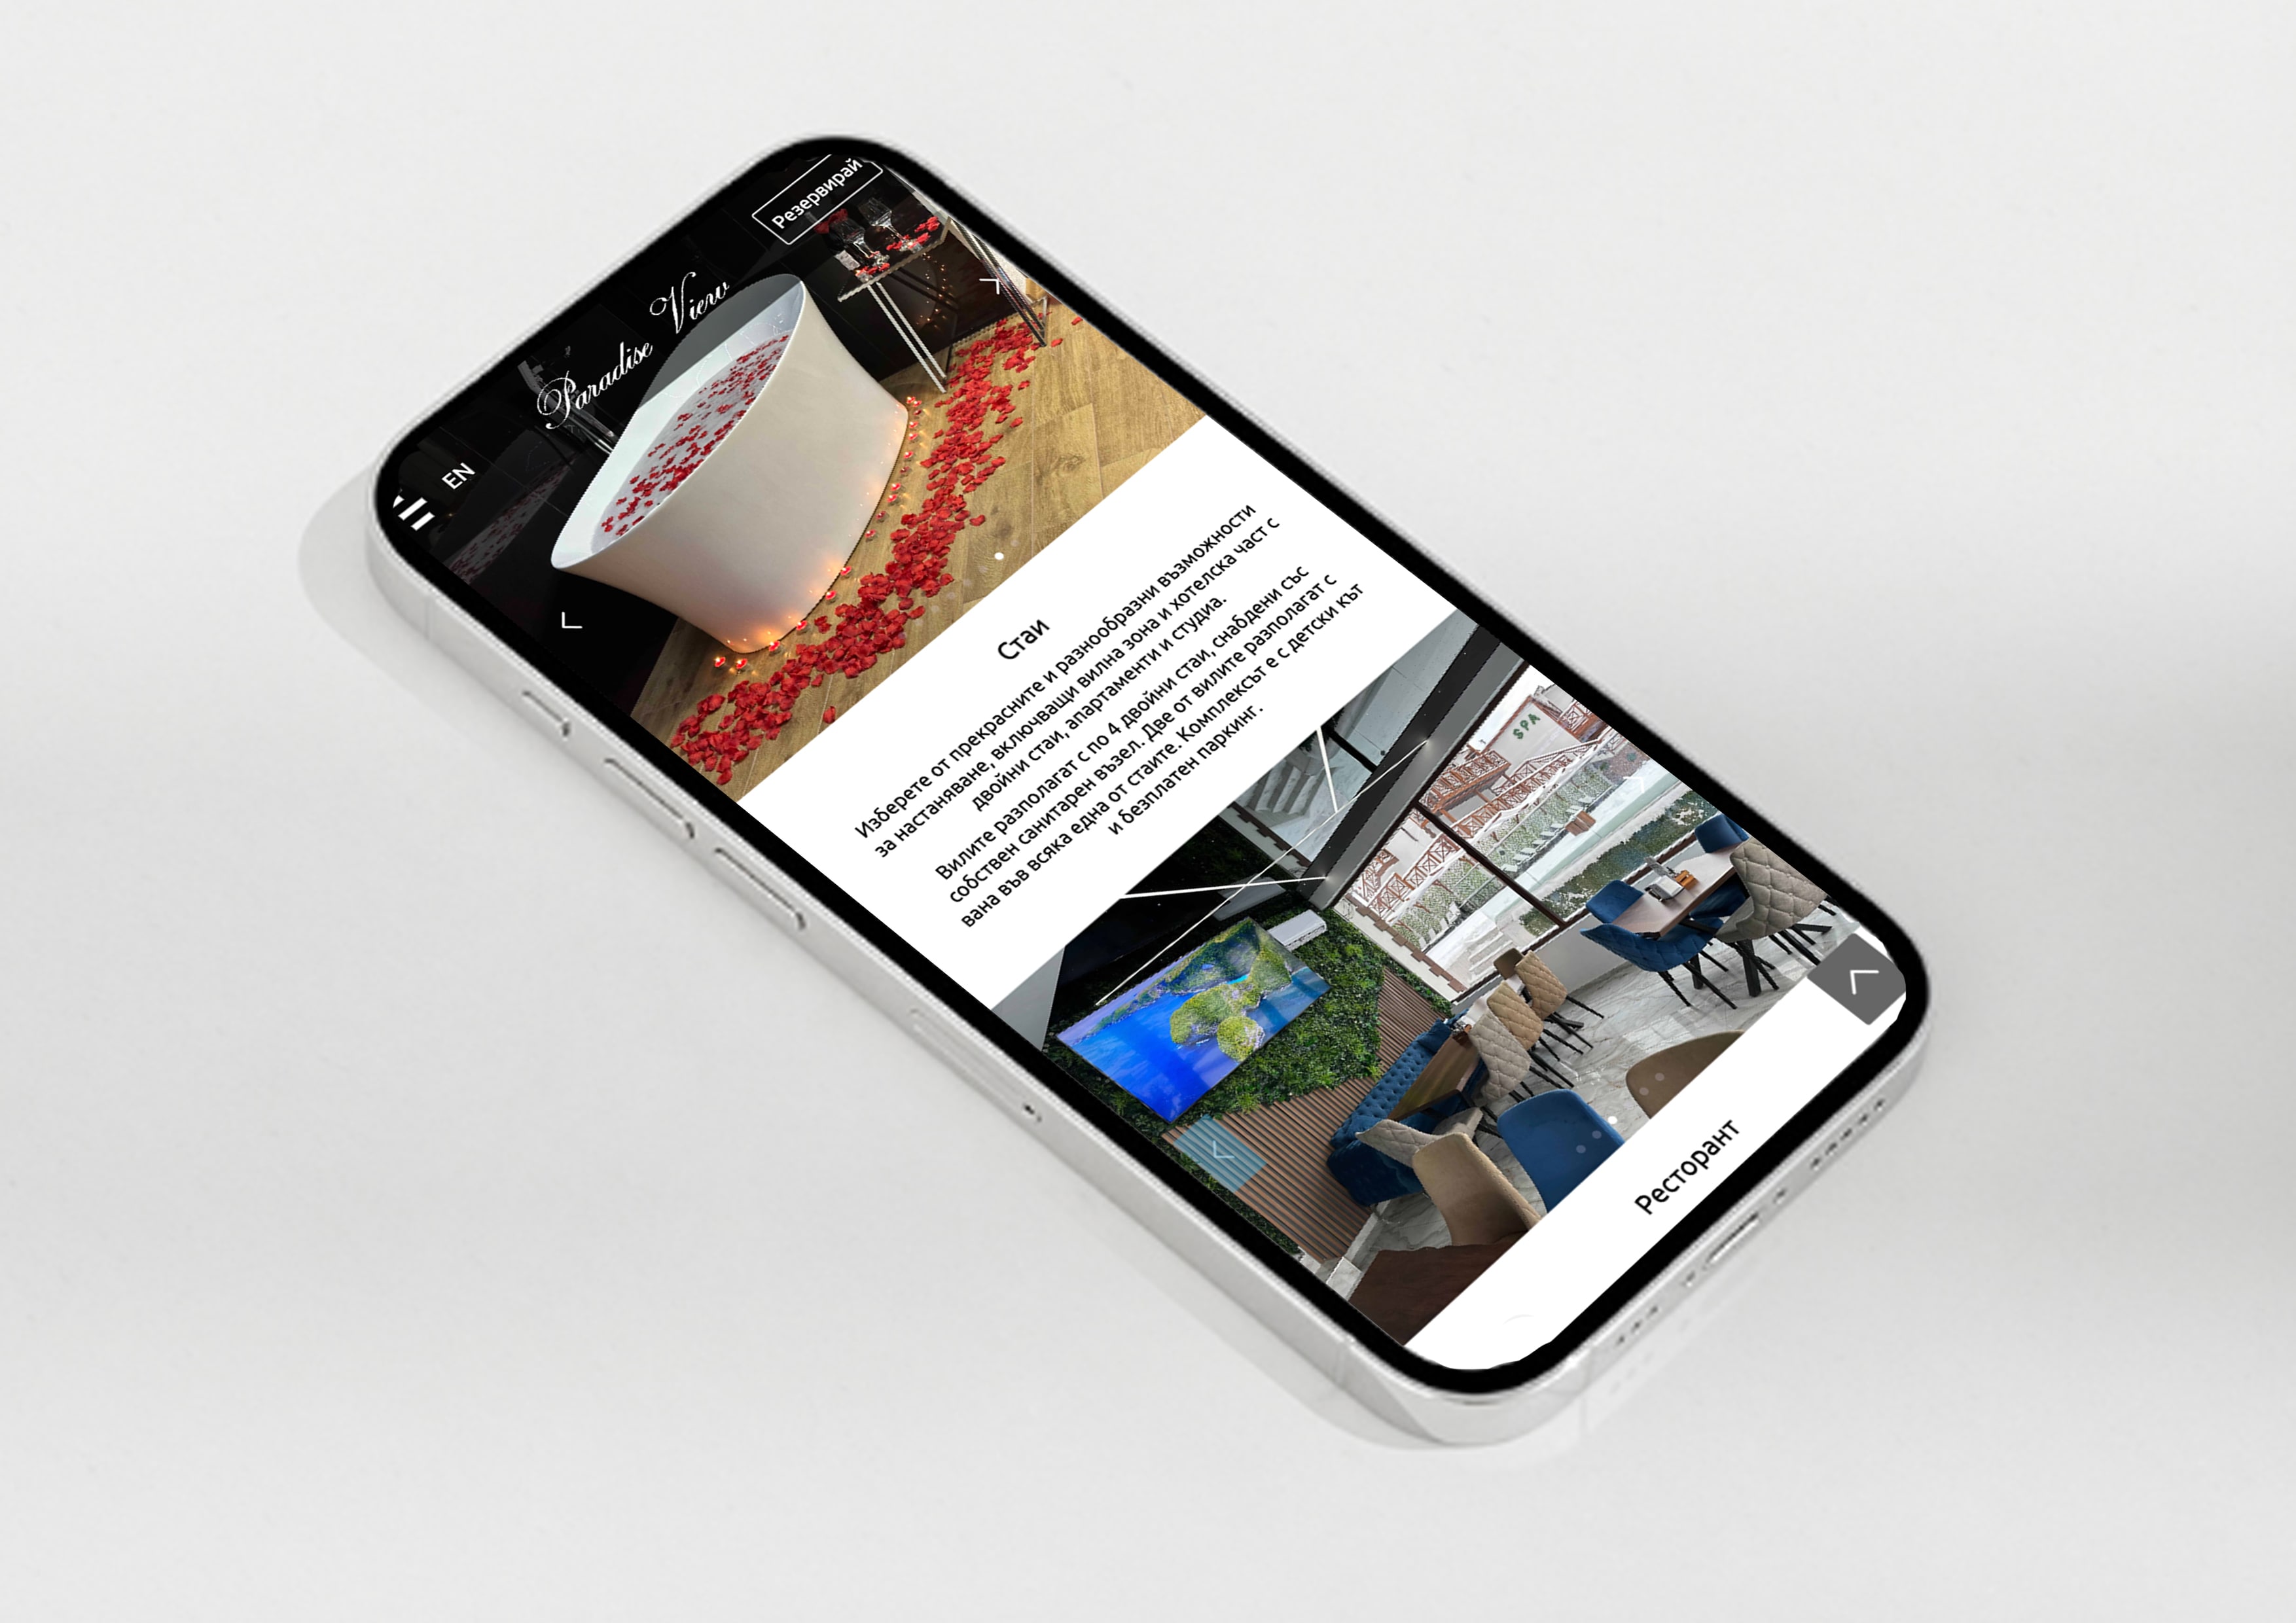 EN
Paradise View
Резервирай
Стаи
Изберете от прекрасните и разнообразни възможности
за настаняване, включващи вилна зона и хотелска част с
двойни стаи, апартаменти и студиа.
Вилите разполагат с по 4 двойни стаи, снабдени със
собствен санитарен възел. Две от вилите разполагат с
вана във всяка една от стаите. Комплексът е с детски кът
и безплатен паркинг.
SPA
Ресторант